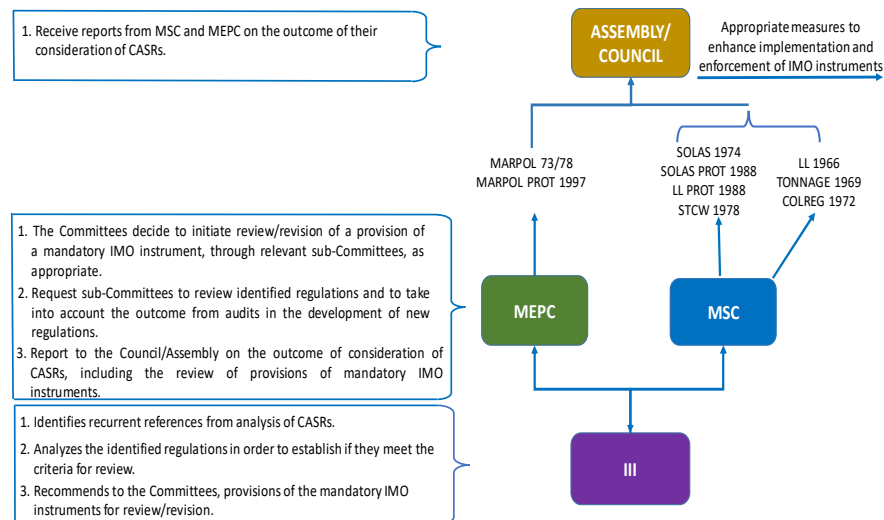 1. Receive reports from MSC and MEPC on the outcome of their
consideration of CASRs.
ASSEMBLY/
COUNCIL
Appropriate measures to
enhance implementation and
enforcement of IMO instruments
MARPOL 73/78
MARPOL PROT 1997
SOLAS 1974
SOLAS PROT 1988
LL PROT 1988
STCW 1978
LL 1966
TONNAGE 1969
COLREG 1972
1. The Committees decide to initiate review/revision of a provision of
a mandatory IMO instrument, through relevant sub-Committees, as
appropriate.
2. Request sub-Committees to review identified regulations and to take
into account the outcome from audits in the development of new
regulations.
3. Report to the Council/Assembly on the outcome of consideration of
CASRs, including the review of provisions of mandatory IMO
instruments.
MEPC
MSC
1. Identifies recurrent references from analysis of CASRs.
2. Analyzes the identified regulations in order to establish if they meet the
criteria for review.
3. Recommends to the Committees, provisions of the mandatory IMO
instruments for review/revision.
III